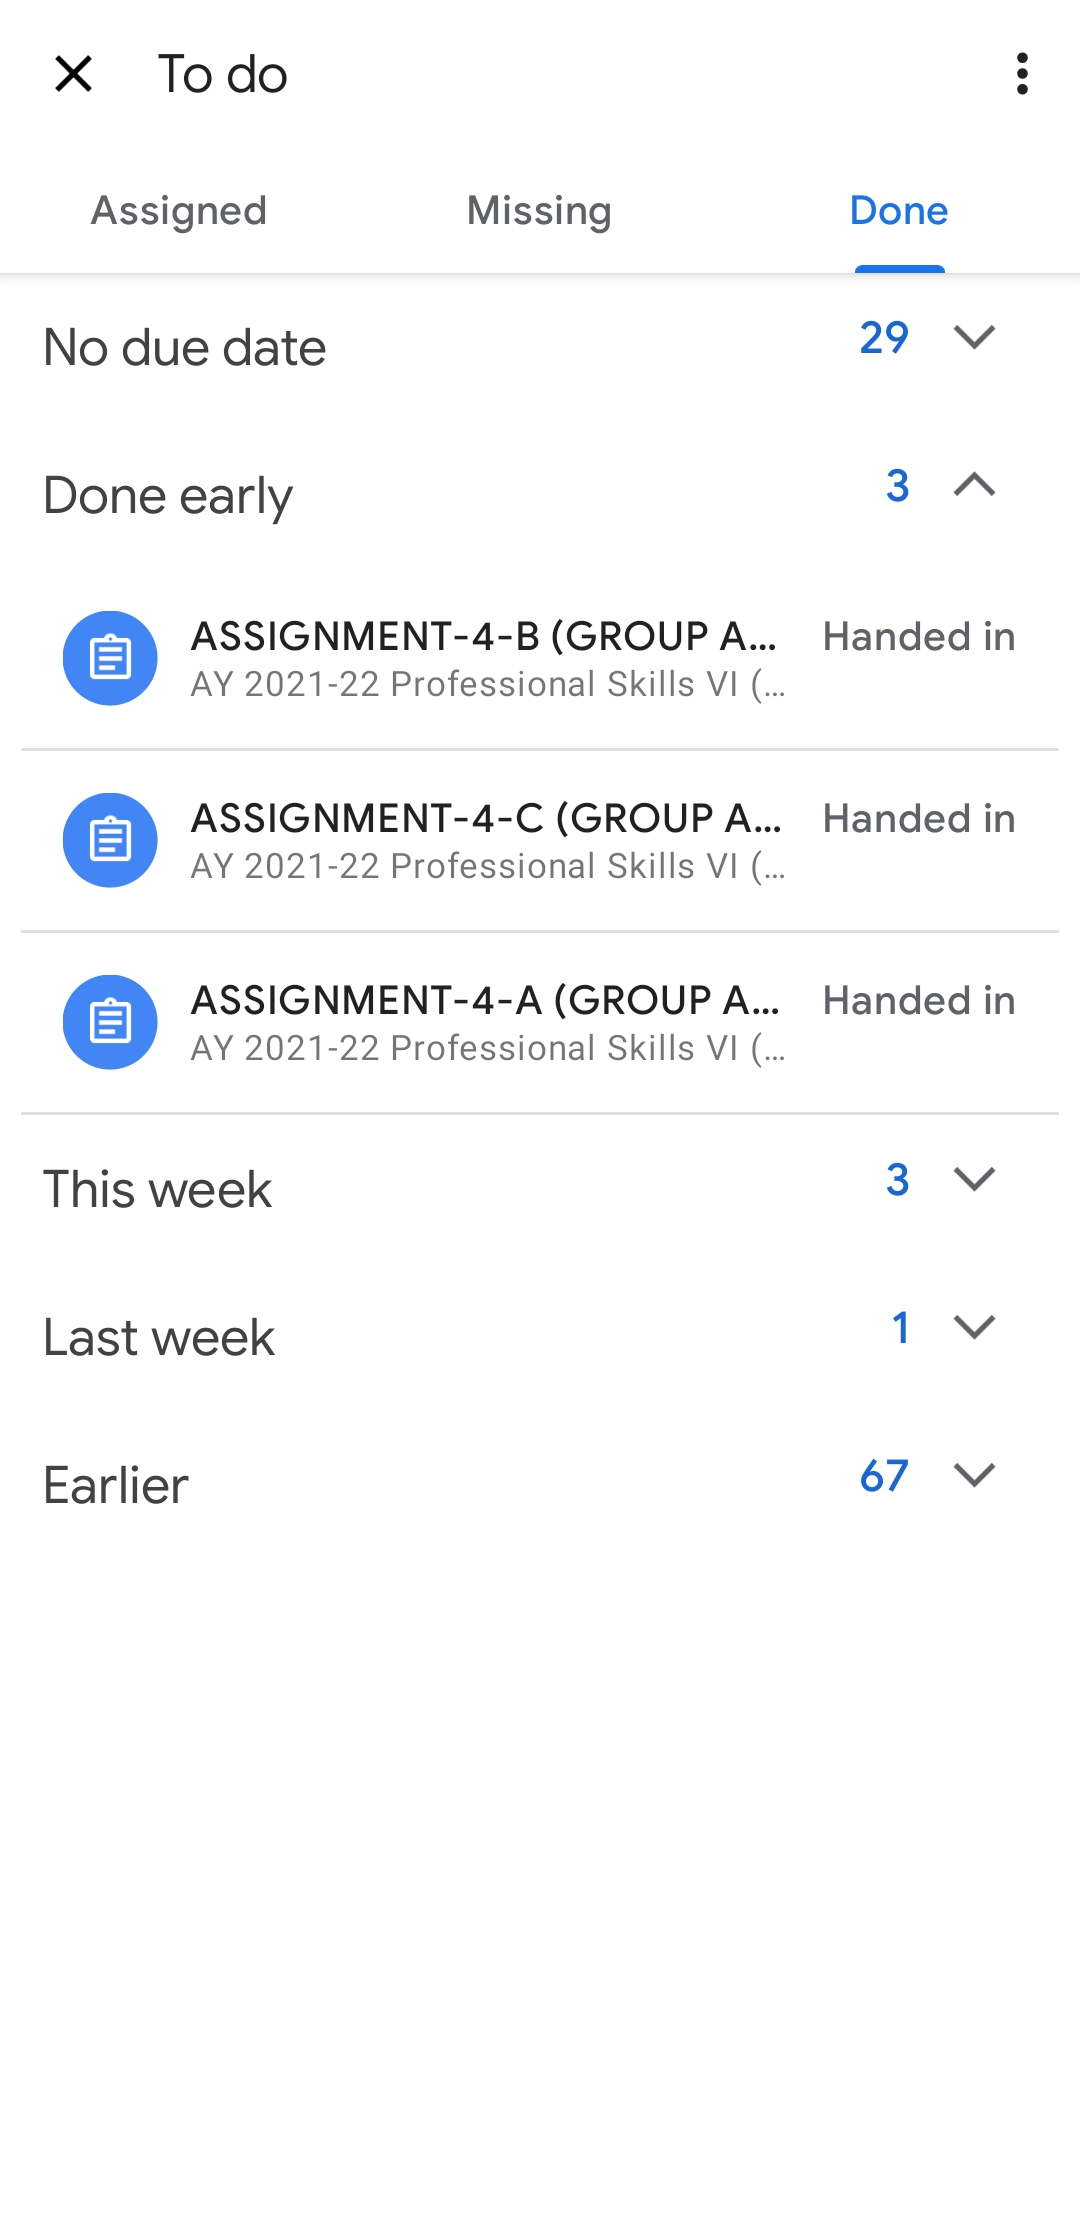 To do
Assigned Missing Done
No due date 29
Done early 3
ASSIGNMENT-4-B (GROUP A... Handed in
AY 2021-22 Professional Skills VI (...
ASSIGNMENT-4-C (GROUP A... Handed in
AY 2021-22 Professional Skills VI (...
ASSIGNMENT-4-A (GROUP A... Handed in
AY 2021-22 Professional Skills VI (...
This week 3
Last week 1
Earlier 67